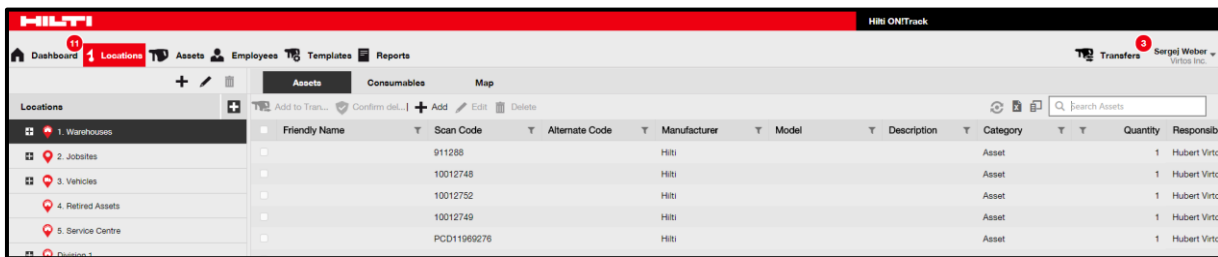 HILTI
Hilti ON!Track
Dashboard 11 Locations Assets Employees Templates Reports Transfers 3 Sergej Weber
Virtos Inc.
Assets Consumables Map
Locations
Add to Tran... Confirm del... Add Edit Delete Search Assets
Friendly Name Scan Code Alternate Code Manufacturer Model Description Category Quantity Responsib
1. Warehouses
911288 Hilti Asset 1 Hubert Virto
2. Jobsites
10012748 Hilti Asset 1 Hubert Virto
3. Vehicles
10012752 Hilti Asset 1 Hubert Virto
4. Retired Assets
10012749 Hilti Asset 1 Hubert Virto
5. Service Centre
PCD11969276 Hilti Asset 1 Hubert Virto
Division 1